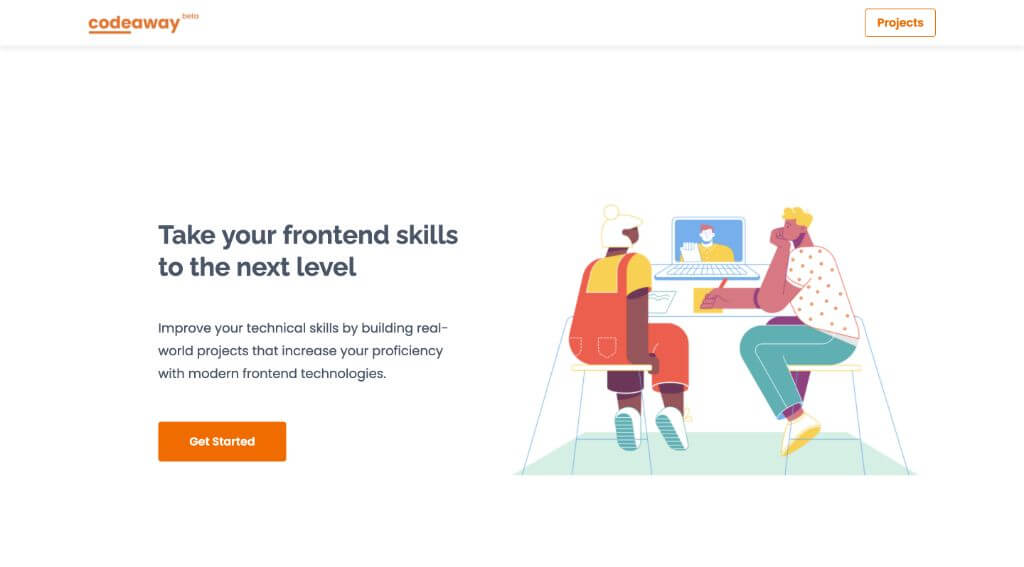 codeaway beta
Projects
Take your frontend skills
to the next level
Improve your technical skills by building real-
world projects that increase your proficiency
with modern frontend technologies.
Get Started